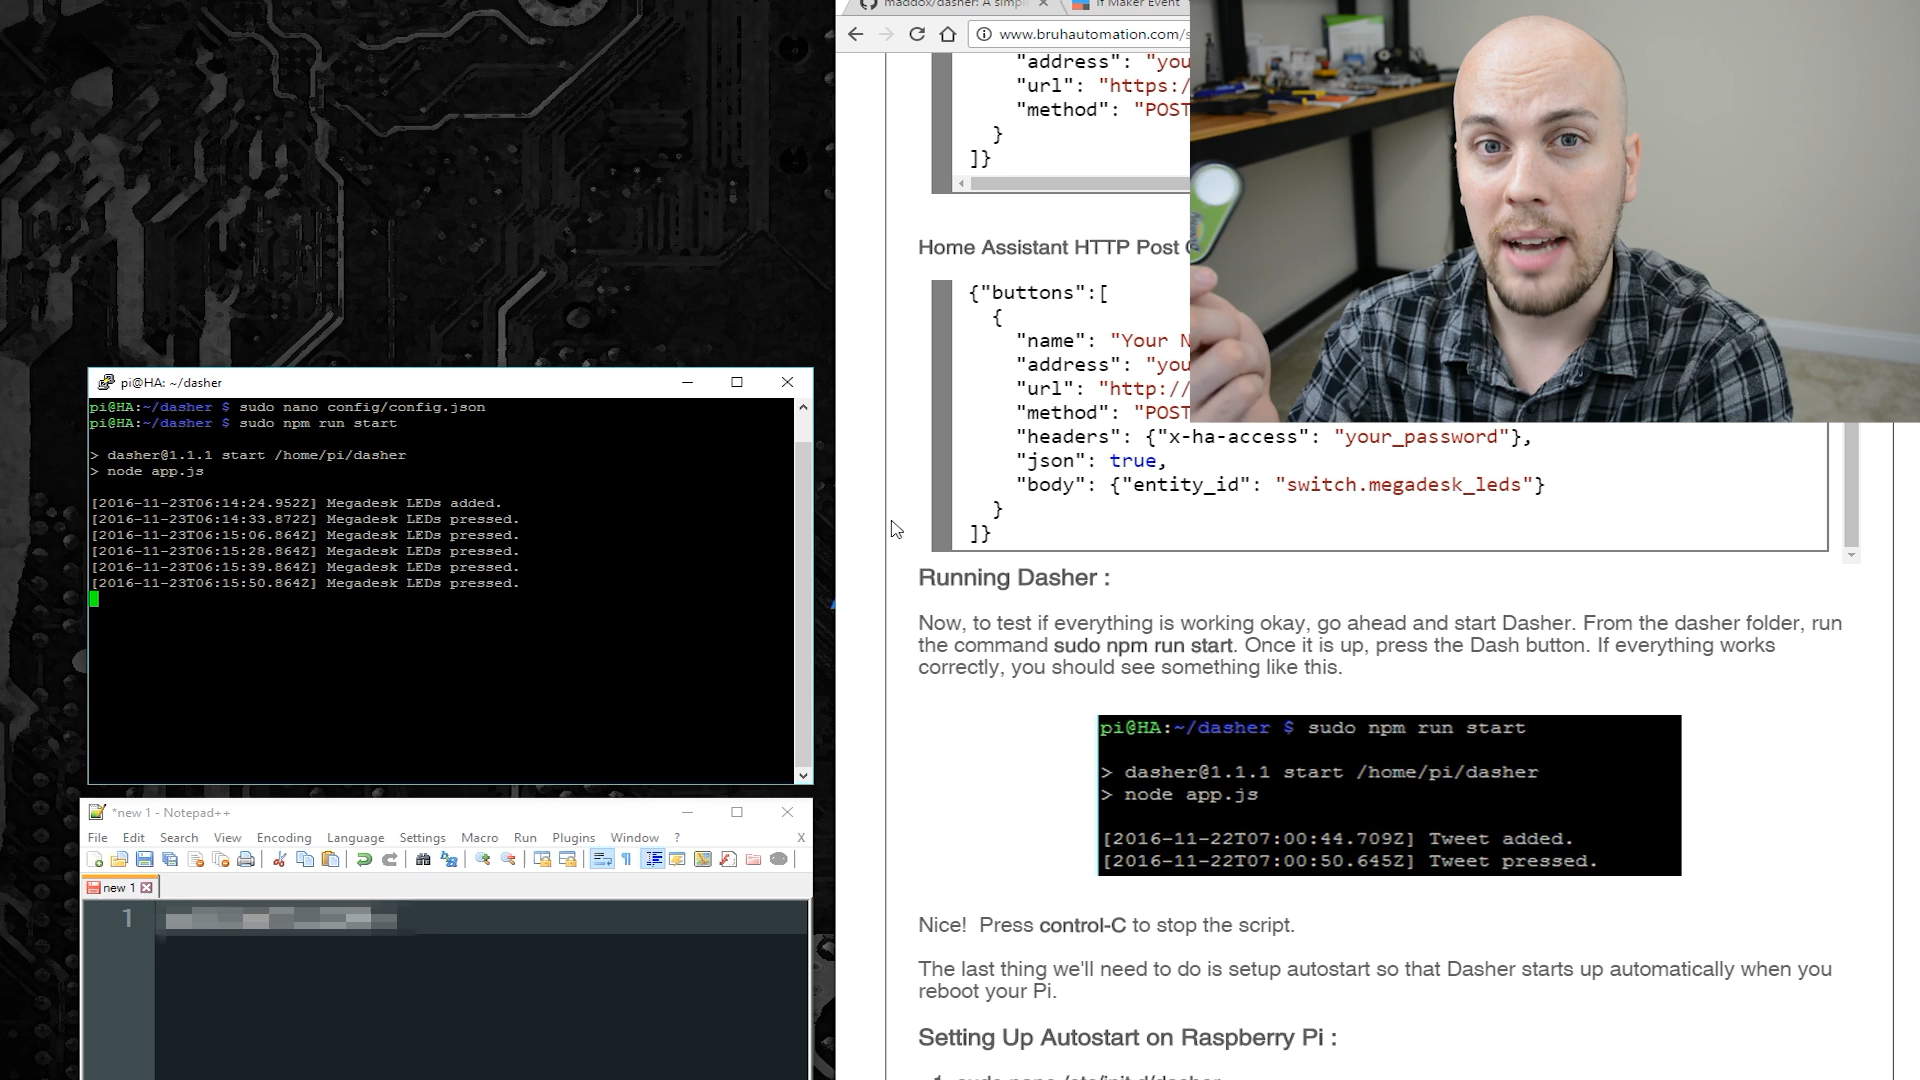 pi@HA: ~/dasher
pi@HA:~/dasher $ sudo nano config/config.json
pi@HA:~/dasher $ sudo npm run start
> dasher@1.1.1 start /home/pi/dasher
> node app.js
[2016-11-23T06:14:24.952Z] Megadesk LEDs added.
[2016-11-23T06:14:33.872Z] Megadesk LEDs pressed.
[2016-11-23T06:15:06.864Z] Megadesk LEDs pressed.
[2016-11-23T06:15:28.864Z] Megadesk LEDs pressed.
[2016-11-23T06:15:39.864Z] Megadesk LEDs pressed.
[2016-11-23T06:15:50.864Z] Megadesk LEDs pressed.
*new 1 - Notepad++
File Edit Search View Encoding Language Settings Macro Run Plugins Window ? X
new 1
1
maddox/dasher: A simpl
If Maker Event
www.bruhautomation.com/s
"address": "you
"url": "https:/
"method": "POST
}
]}
Home Assistant HTTP Post
{"buttons":[
{
"name": "Your N
"address": "you
"url": "http://
"method": "POST
"headers": {"x-ha-access": "your_password"},
"json": true,
"body": {"entity_id": "switch.megadesk_leds"}
}
]}
Running Dasher :
Now, to test if everything is working okay, go ahead and start Dasher. From the dasher folder, run
the command sudo npm run start. Once it is up, press the Dash button. If everything works
correctly, you should see something like this.
pi@HA:~/dasher $ sudo npm run start
> dasher@1.1.1 start /home/pi/dasher
> node app.js
[2016-11-22T07:00:44.709Z] Tweet added.
[2016-11-22T07:00:50.645Z] Tweet pressed.
Nice! Press control-C to stop the script.
The last thing we'll need to do is setup autostart so that Dasher starts up automatically when you
reboot your Pi.
Setting Up Autostart on Raspberry Pi :
1. sudo nano /etc/init.d/dasher